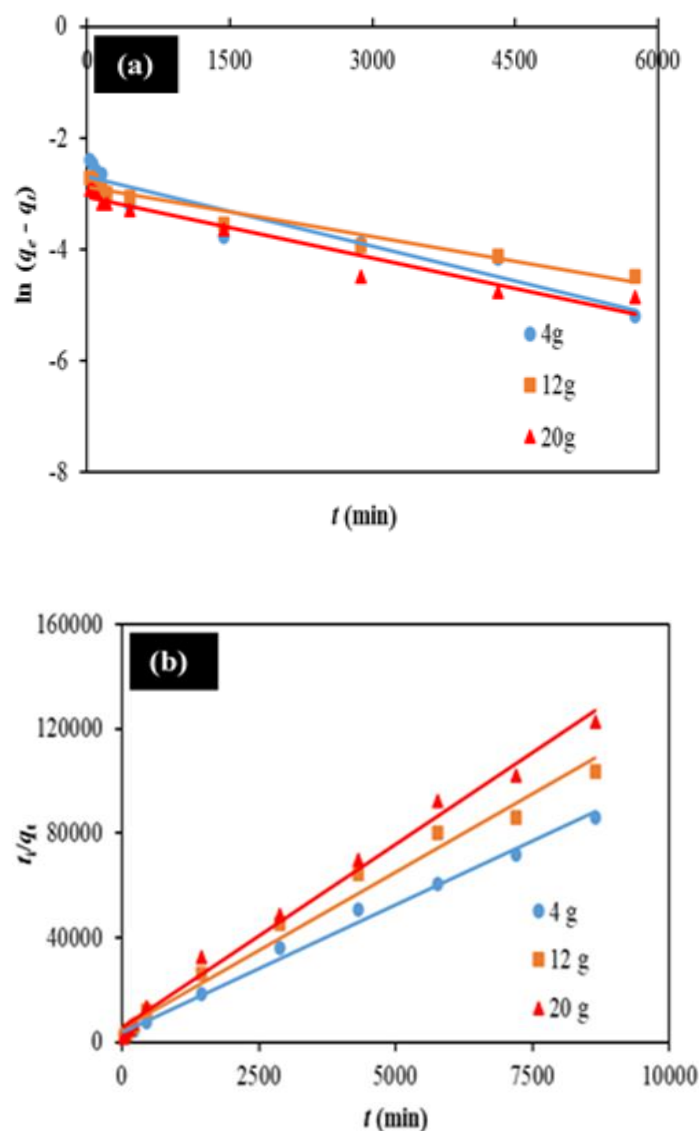 0
0 1500 3000 4500 6000
(a)
-2
-4
-6
-8
ln (qe – qt)
4g
12g
20g
t (min)
160000
(b)
120000
80000
40000
0
tt/qt
4 g
12 g
20 g
0 2500 5000 7500 10000
t (min)